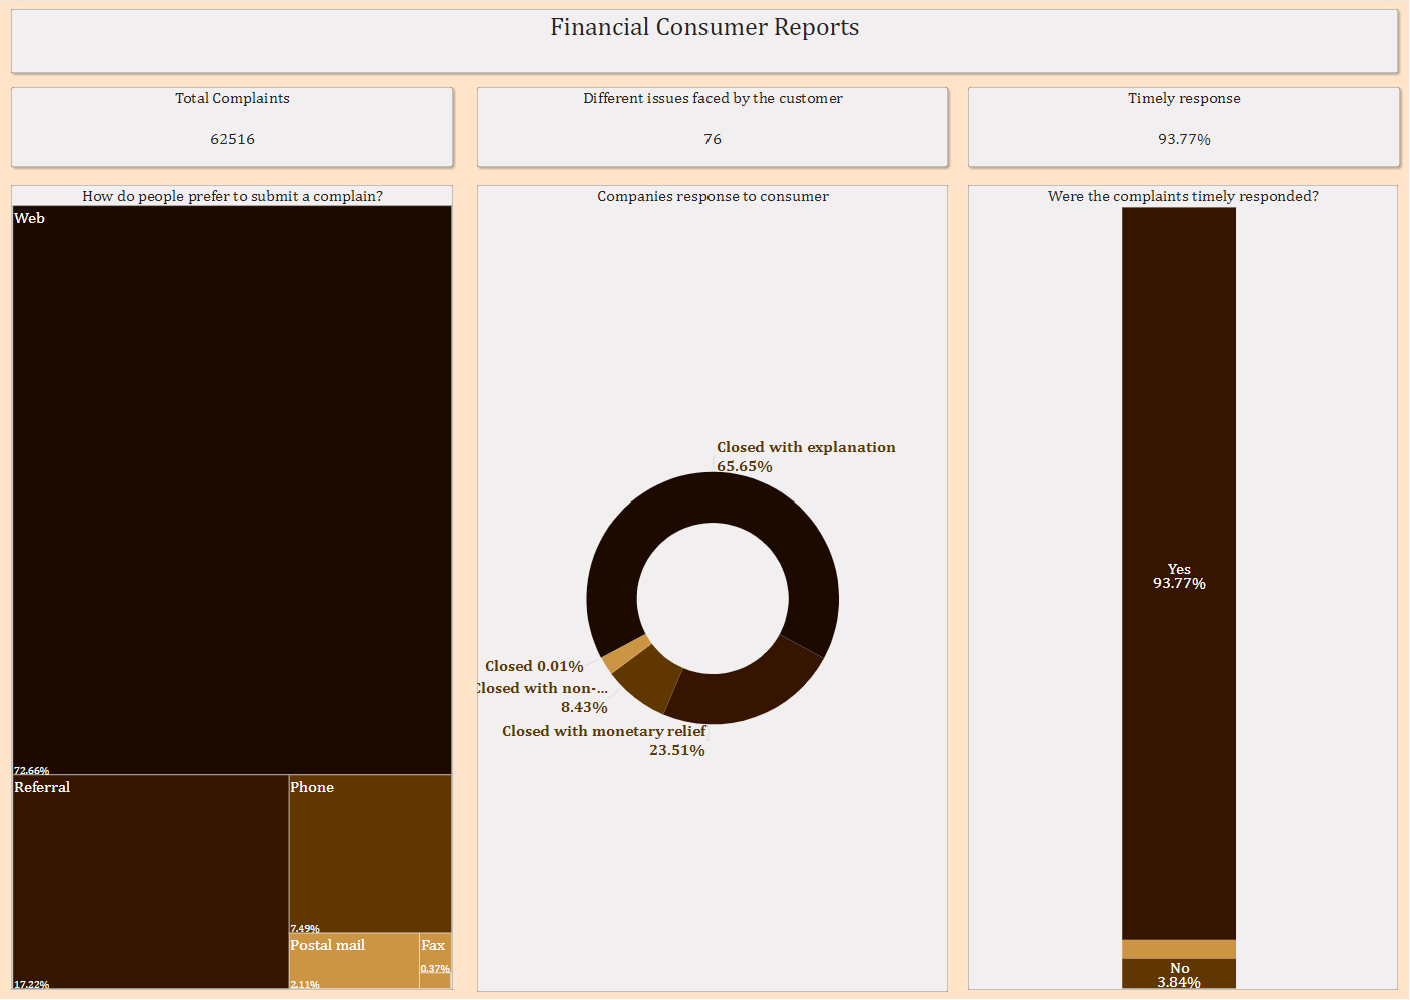 Financial Consumer Reports
Total Complaints
62516
Different issues faced by the customer
76
Timely response
93.77%
How do people prefer to submit a complain?
Web
72.66%
Referral
17.22%
Phone
7.49%
Postal mail
2.11%
Fax
0.37%
Companies response to consumer
Closed with explanation
65.65%
Closed 0.01%
Closed with non-...
8.43%
Closed with monetary relief
23.51%
Were the complaints timely responded?
Yes
93.77%
No
3.84%